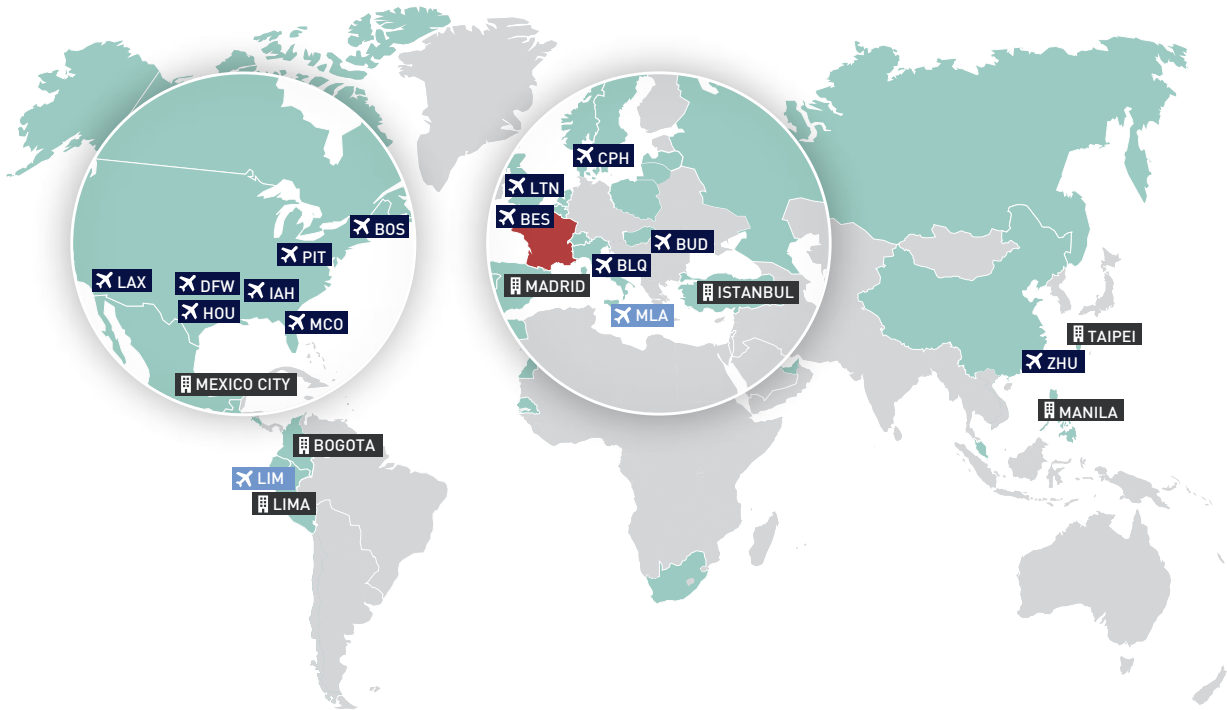 CPH
LTN
BES
BOS
BUD
PIT
BLQ
LAX
DFW
IAH
MADRID
ISTANBUL
HOU
MCO
MLA
TAIPEI
ZHU
MEXICO CITY
MANILA
BOGOTA
LIM
LIMA